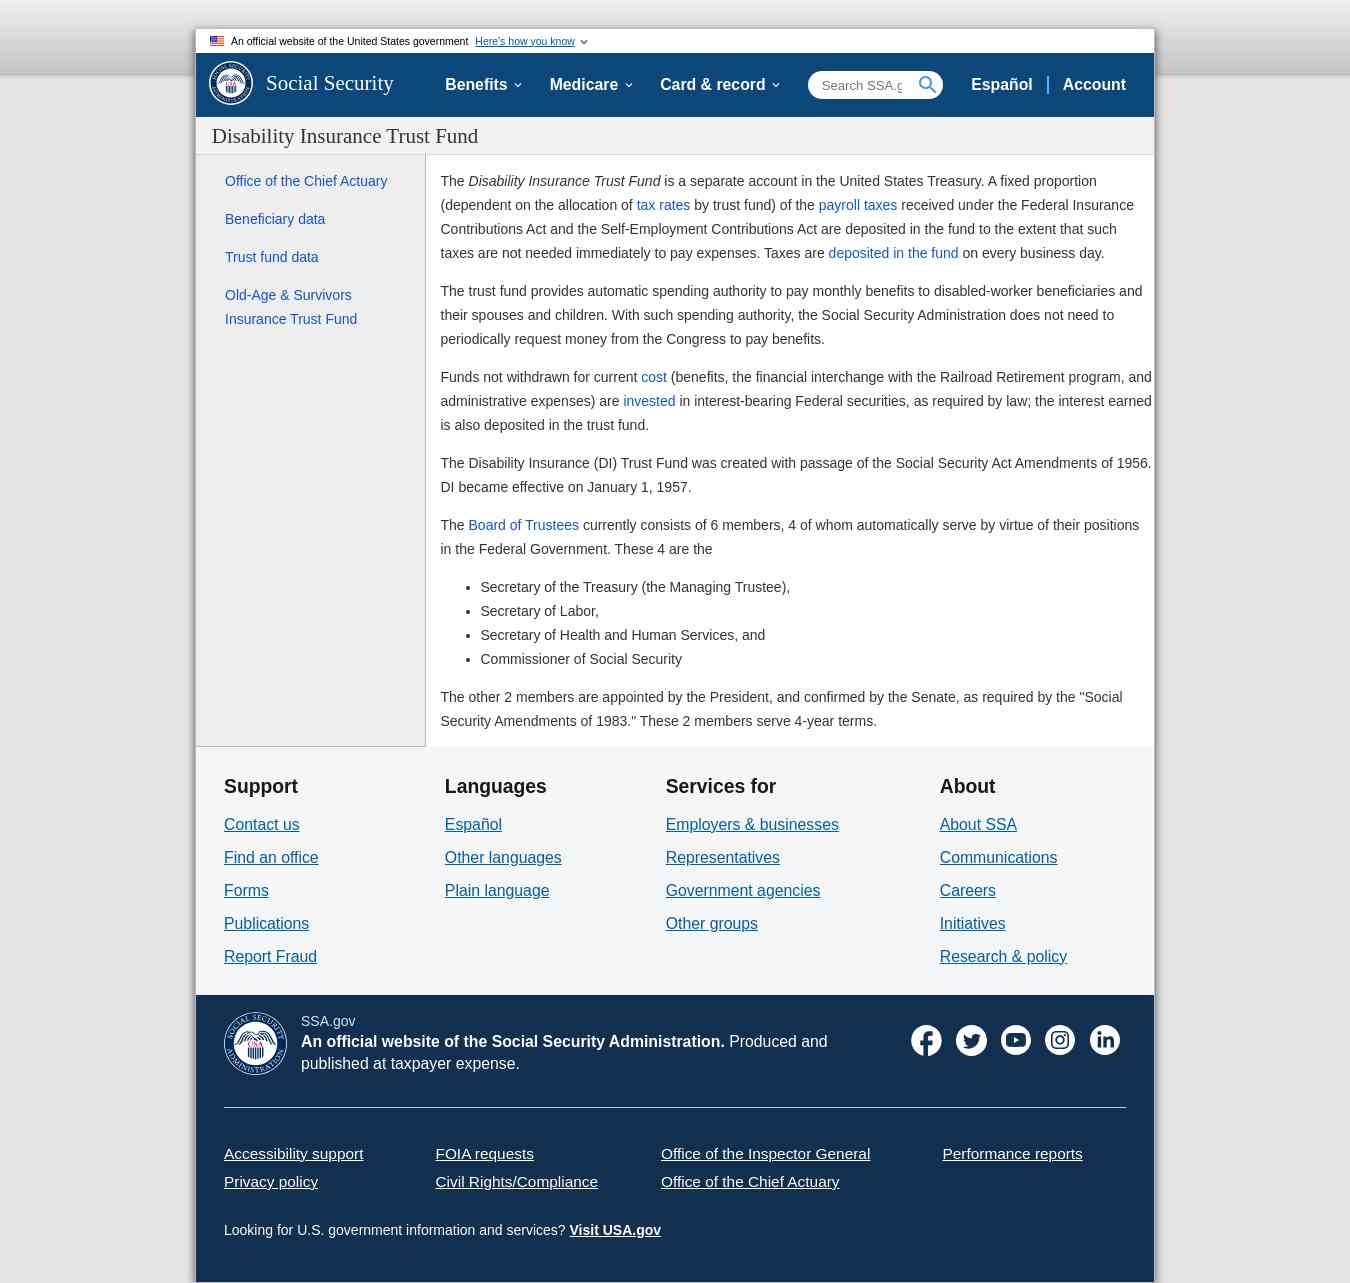 An official website of the United States government Here's how you know
Social Security
Benefits
Medicare
Card & record
Search SSA.g
Español
Account
Disability Insurance Trust Fund
Office of the Chief Actuary
Beneficiary data
Trust fund data
Old-Age & Survivors
Insurance Trust Fund
The Disability Insurance Trust Fund is a separate account in the United States Treasury. A fixed proportion
(dependent on the allocation of tax rates by trust fund) of the payroll taxes received under the Federal Insurance
Contributions Act and the Self-Employment Contributions Act are deposited in the fund to the extent that such
taxes are not needed immediately to pay expenses. Taxes are deposited in the fund on every business day.
The trust fund provides automatic spending authority to pay monthly benefits to disabled-worker beneficiaries and
their spouses and children. With such spending authority, the Social Security Administration does not need to
periodically request money from the Congress to pay benefits.
Funds not withdrawn for current cost (benefits, the financial interchange with the Railroad Retirement program, and
administrative expenses) are invested in interest-bearing Federal securities, as required by law; the interest earned
is also deposited in the trust fund.
The Disability Insurance (DI) Trust Fund was created with passage of the Social Security Act Amendments of 1956.
DI became effective on January 1, 1957.
The Board of Trustees currently consists of 6 members, 4 of whom automatically serve by virtue of their positions
in the Federal Government. These 4 are the
• Secretary of the Treasury (the Managing Trustee),
• Secretary of Labor,
• Secretary of Health and Human Services, and
• Commissioner of Social Security
The other 2 members are appointed by the President, and confirmed by the Senate, as required by the "Social
Security Amendments of 1983." These 2 members serve 4-year terms.
Support
Contact us
Find an office
Forms
Publications
Report Fraud
Languages
Español
Other languages
Plain language
Services for
Employers & businesses
Representatives
Government agencies
Other groups
About
About SSA
Communications
Careers
Initiatives
Research & policy
SOCIAL SECURITY
USA
ADMINISTRATION
SSA.gov
An official website of the Social Security Administration. Produced and
published at taxpayer expense.
Accessibility support
FOIA requests
Office of the Inspector General
Performance reports
Privacy policy
Civil Rights/Compliance
Office of the Chief Actuary
Looking for U.S. government information and services? Visit USA.gov